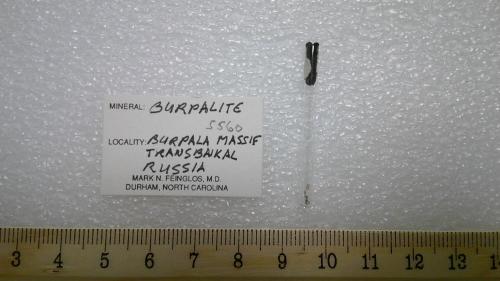 MINERAL: BURPALITE
5560
LOCALITY: BURPALA MASSIF
TRANSBAIKAL
RUSSIA
MARK N. FEINGLOS, M.D.
DURHAM, NORTH CAROLINA
3 4 5 6 7 8 9 10 11 12 13 14